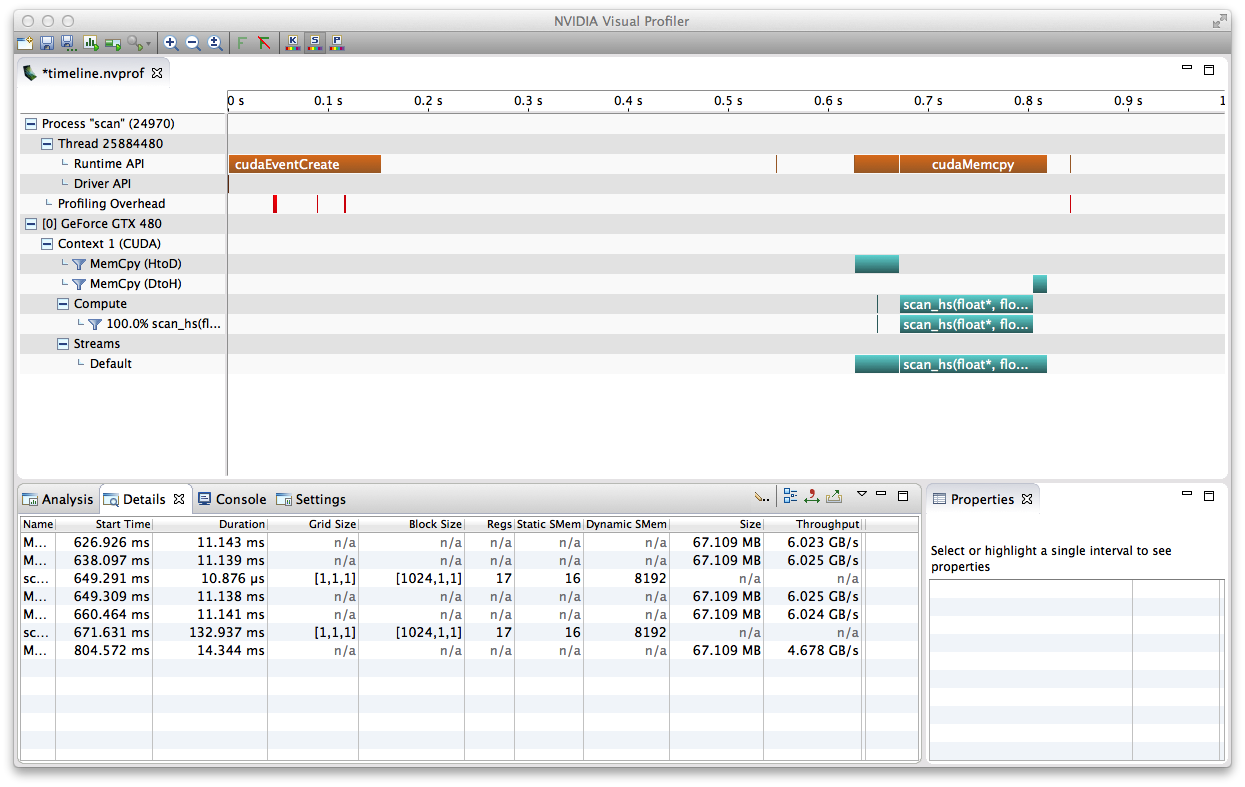 NVIDIA Visual Profiler
*timeline.nvprof
0 s 0.1 s 0.2 s 0.3 s 0.4 s 0.5 s 0.6 s 0.7 s 0.8 s 0.9 s 1
Process "scan" (24970)
Thread 25884480
Runtime API cudaEventCreate cudaMemcpy
Driver API
Profiling Overhead
[0] GeForce GTX 480
Context 1 (CUDA)
MemCpy (HtoD)
MemCpy (DtoH)
Compute scan_hs(float*, flo...
100.0% scan_hs(fl... scan_hs(float*, flo...
Streams
Default scan_hs(float*, flo...
Analysis Details Console Settings
Name Start Time Duration Grid Size Block Size Regs Static SMem Dynamic SMem Size Throughput
M... 626.926 ms 11.143 ms n/a n/a n/a n/a n/a 67.109 MB 6.023 GB/s
M... 638.097 ms 11.139 ms n/a n/a n/a n/a n/a 67.109 MB 6.025 GB/s
sc... 649.291 ms 10.876 µs [1,1,1] [1024,1,1] 17 16 8192 n/a n/a
M... 649.309 ms 11.138 ms n/a n/a n/a n/a n/a 67.109 MB 6.025 GB/s
M... 660.464 ms 11.141 ms n/a n/a n/a n/a n/a 67.109 MB 6.024 GB/s
sc... 671.631 ms 132.937 ms [1,1,1] [1024,1,1] 17 16 8192 n/a n/a
M... 804.572 ms 14.344 ms n/a n/a n/a n/a n/a 67.109 MB 4.678 GB/s
Properties
Select or highlight a single interval to see
properties